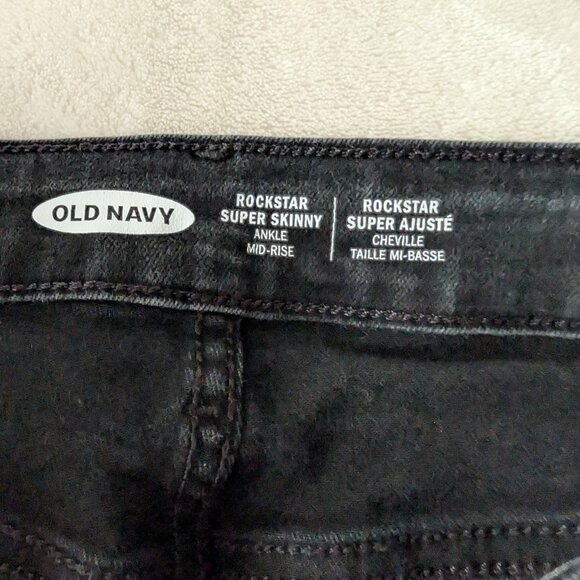 OLD NAVY
ROCKSTAR
SUPER SKINNY
ANKLE
MID-RISE
ROCKSTAR
SUPER AJUSTÉ
CHEVILLE
TAILLE MI-BASSE